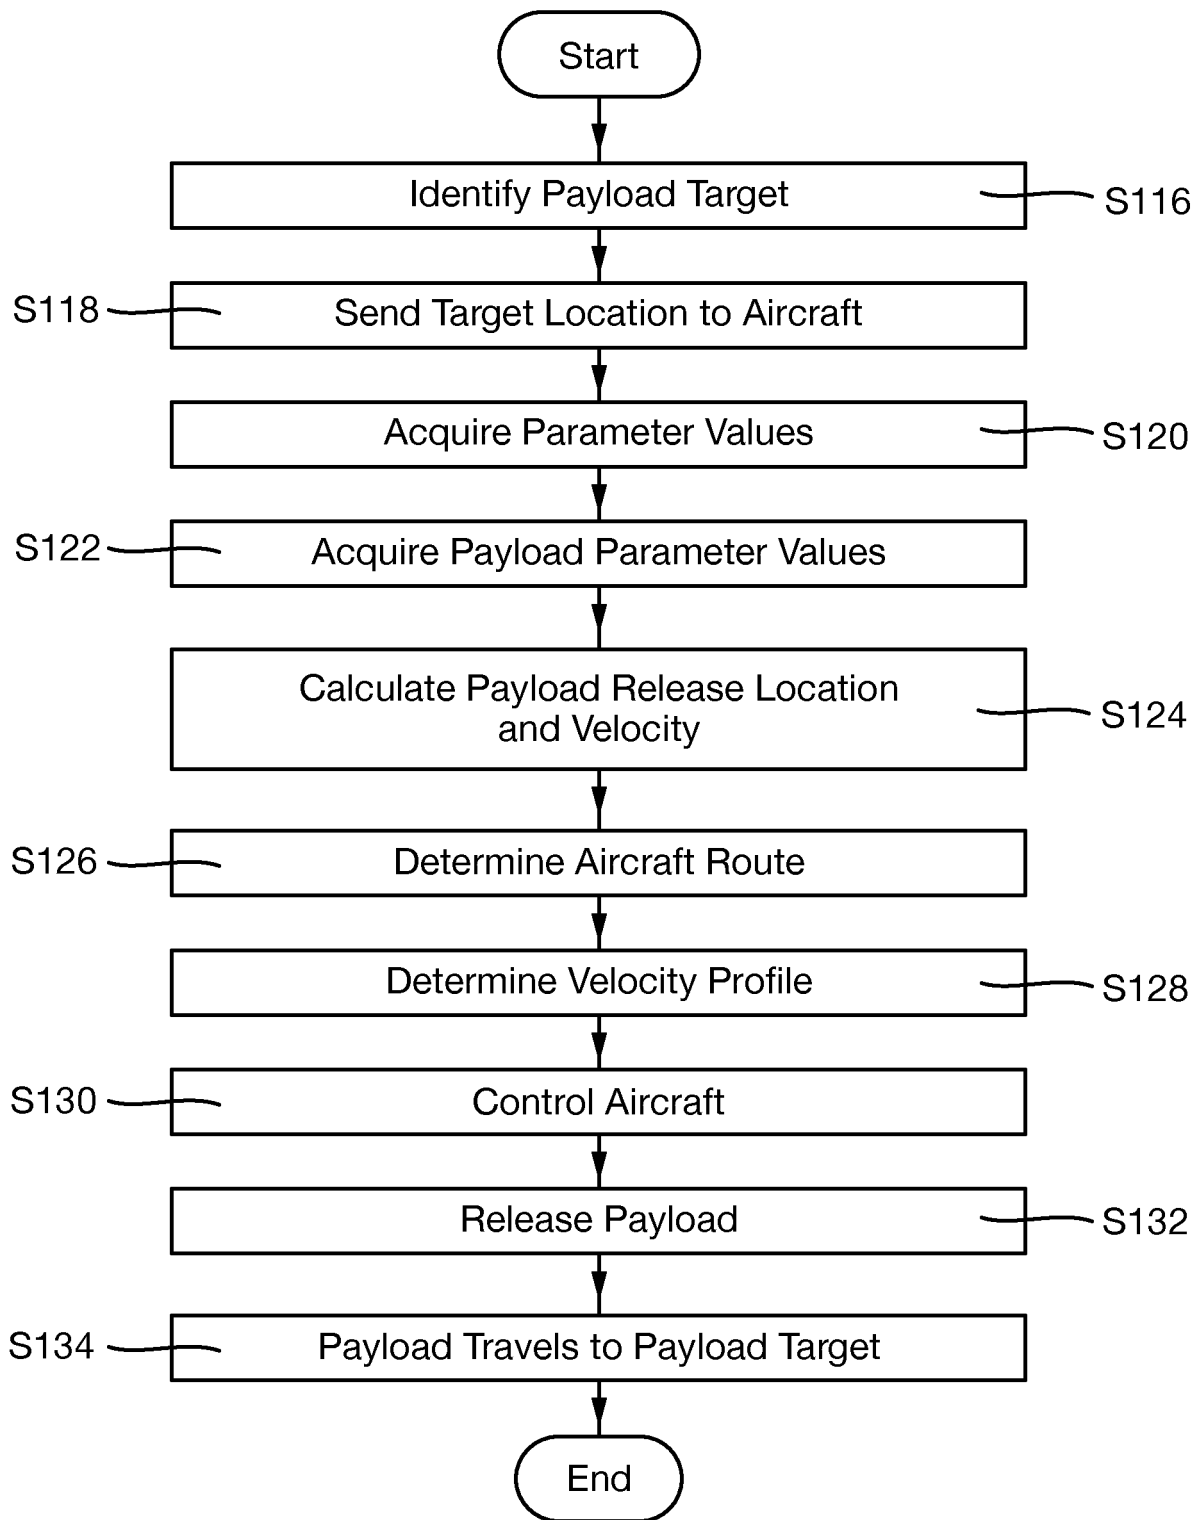 Start
Identify Payload Target
S116
S118
Send Target Location to Aircraft
Acquire Parameter Values
S120
S122
Acquire Payload Parameter Values
Calculate Payload Release Location
and Velocity
S124
S126
Determine Aircraft Route
Determine Velocity Profile
S128
S130
Control Aircraft
Release Payload
S132
S134
Payload Travels to Payload Target
End